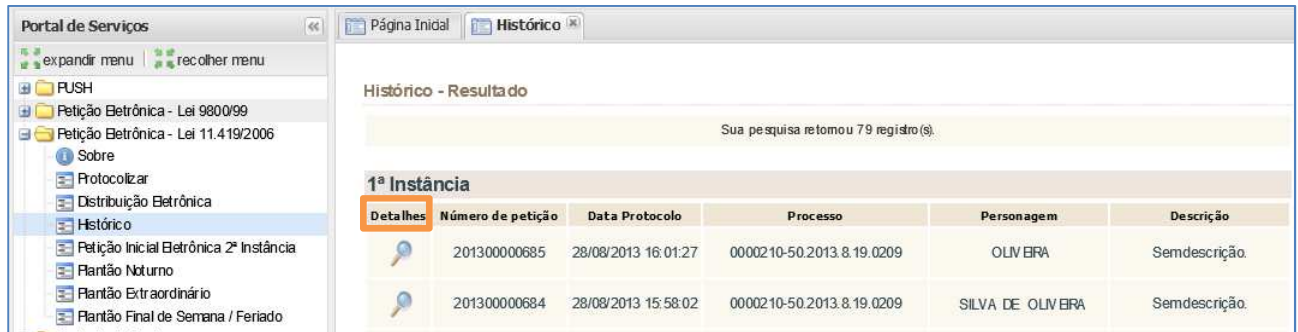 Portal de Serviços
expandir menu | recolher menu
PUSH
Petição Eletrônica - Lei 9800/99
Petição Eletrônica - Lei 11.419/2006
Sobre
Protocolizar
Distribuição Eletrônica
Histórico
Petição Inicial Eletrônica 2ª Instância
Plantão Noturno
Plantão Extraordinário
Plantão Final de Semana / Feriado
Página Inicial Histórico
Histórico - Resultado
Sua pesquisa retornou 79 registro(s).
1ª Instância
Detalhes Número de petição Data Protocolo Processo Personagem Descrição
201300000685 28/08/2013 16:01:27 0000210-50.2013.8.19.0209 OLIVEIRA Sem descrição.
201300000684 28/08/2013 15:58:02 0000210-50.2013.8.19.0209 SILVA DE OLIVEIRA Sem descrição.